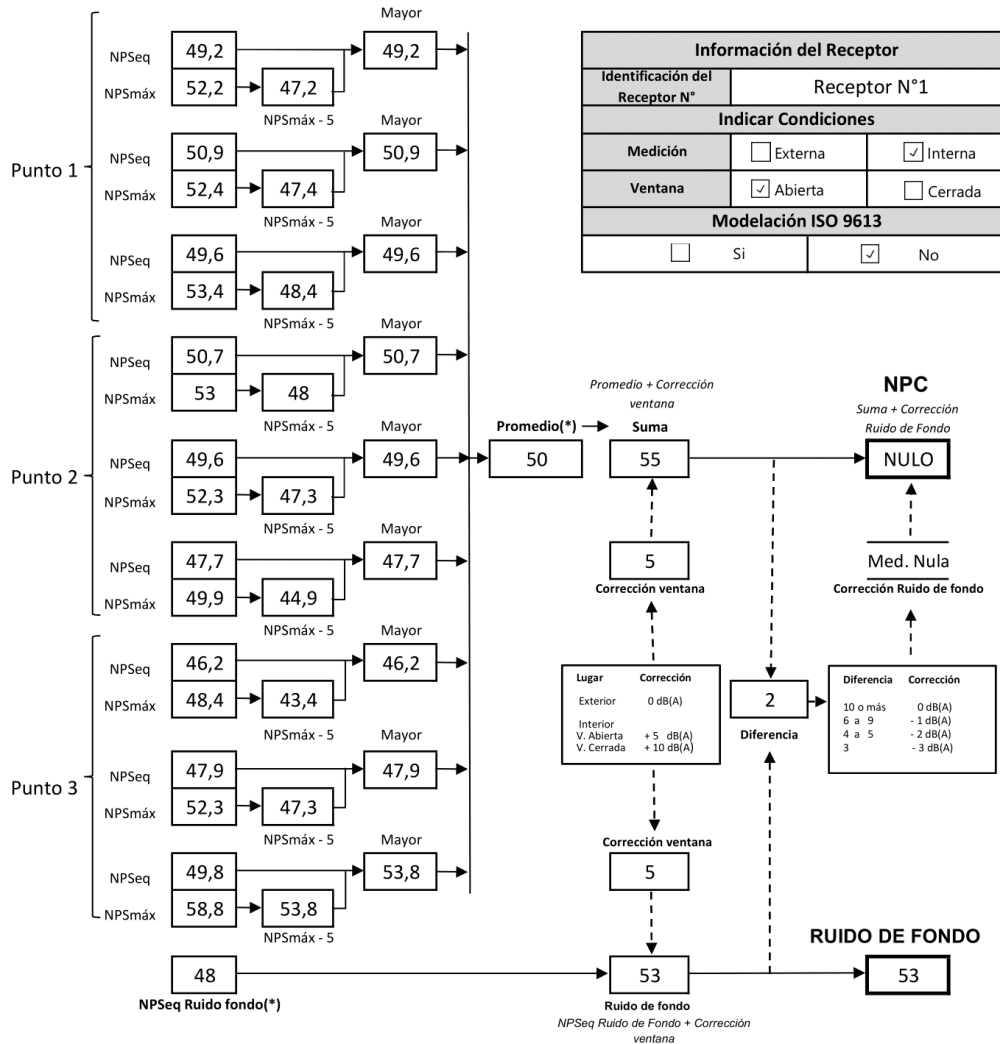 Mayor
NPSeq 49,2 49,2
NPSmáx 52,2 47,2
NPSmáx - 5
Mayor
Punto 1
NPSeq 50,9 50,9
NPSmáx 52,4 47,4
NPSmáx - 5
Mayor
NPSeq 49,6 49,6
NPSmáx 53,4 48,4
NPSmáx - 5
Mayor
NPSeq 50,7 50,7
NPSmáx 53 48
NPSmáx - 5
Mayor
Punto 2
NPSeq 49,6 49,6
NPSmáx 52,3 47,3
NPSmáx - 5
Mayor
NPSeq 47,7 47,7
NPSmáx 49,9 44,9
NPSmáx - 5
Mayor
NPSeq 46,2 46,2
NPSmáx 48,4 43,4
NPSmáx - 5
Mayor
Punto 3
NPSeq 47,9 47,9
NPSmáx 52,3 47,3
NPSmáx - 5
Mayor
NPSeq 49,8 53,8
NPSmáx 58,8 53,8
NPSmáx - 5
48
NPSeq Ruido fondo(*)
Información del Receptor
Identificación del
Receptor N°
Receptor N°1
Indicar Condiciones
Medición Externa ✓ Interna
Ventana ✓ Abierta Cerrada
Modelación ISO 9613
Si ✓ No
Promedio(*)
50
Promedio + Corrección
ventana
Suma
55
5
Corrección ventana
Lugar Corrección
Exterior 0 dB(A)
Interior
V. Abierta + 5 dB(A)
V. Cerrada + 10 dB(A)
Corrección ventana
5
53
Ruido de fondo
NPSeq Ruido de Fondo + Corrección
ventana
2
Diferencia
NPC
Suma + Corrección
Ruido de Fondo
NULO
Med. Nula
Corrección Ruido de fondo
Diferencia Corrección
10 o más 0 dB(A)
6 a 9 - 1 dB(A)
4 a 5 - 2 dB(A)
3 - 3 dB(A)
RUIDO DE FONDO
53